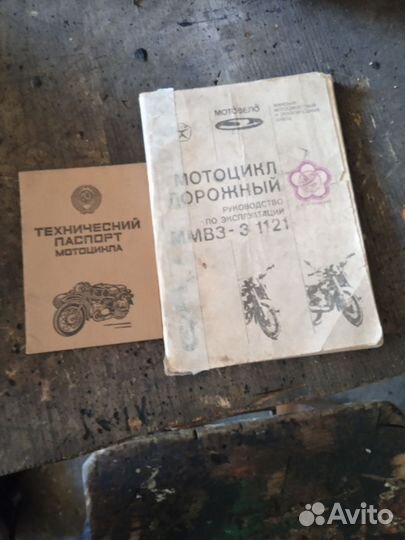 ТЕХНИЧЕСКИЙ
ПАСПОРТ
МОТОЦИКЛА
МОТОВЕЛО
МОТОЦИКЛ
ДОРОЖНЫЙ
РУКОВОДСТВО
ПО ЭКСПЛУАТАЦИИ
ММВЗ-3 1121
Avito